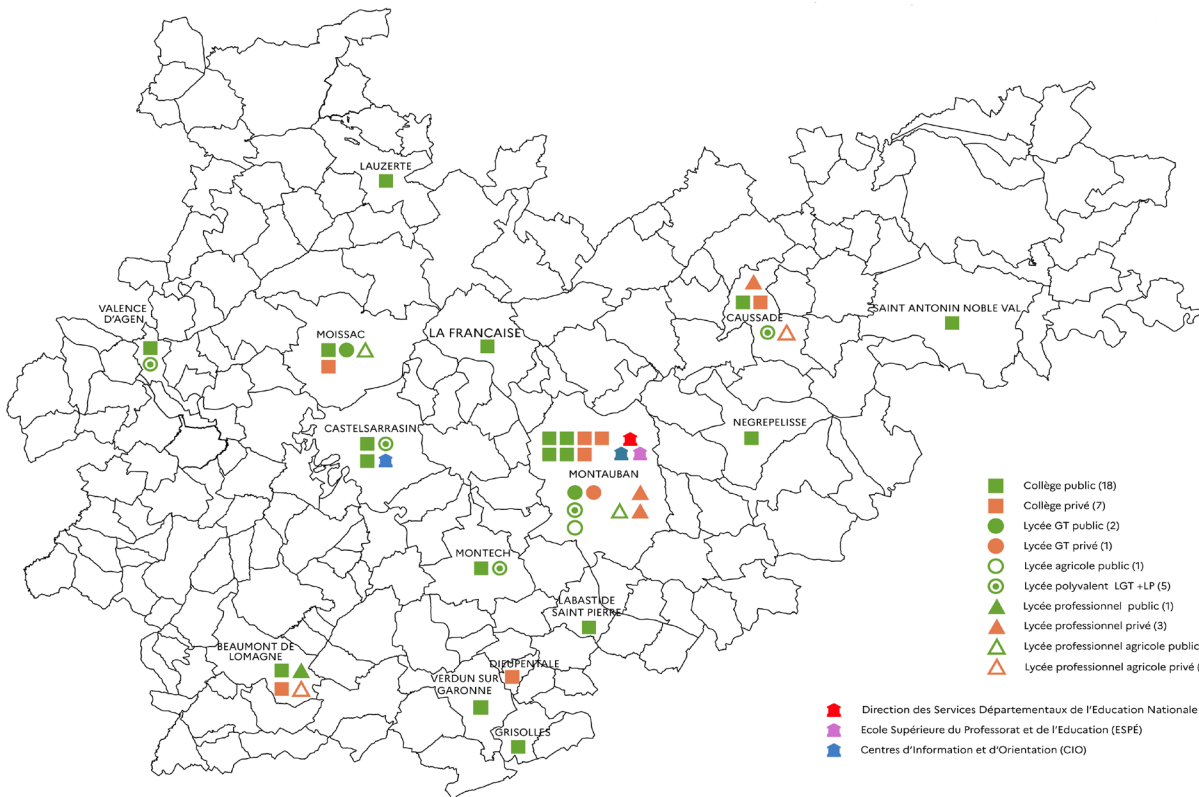 LAUZERTE
VALENCE
D'AGEN
MOISSAC
LA FRANCAISE
CAUSSADE
SAINT ANTONIN NOBLE VAL
CASTELSARRASIN
NEGREPELISSE
MONTAUBAN
MONTECH
LABASTIDE
SAINT PIERRE
BEAUMONT DE
LOMAGNE
DIEUPENTALE
VERDUN SUR
GARONNE
GRISOLLES
Collège public (18)
Collège privé (7)
Lycée GT public (2)
Lycée GT privé (1)
Lycée agricole public (1)
Lycée polyvalent LGT +LP (5)
Lycée professionnel public (1)
Lycée professionnel privé (3)
Lycée professionnel agricole public
Lycée professionnel agricole privé (
Direction des Services Départementaux de l'Education Nationale
Ecole Supérieure du Professorat et de l'Education (ESPÉ)
Centres d'Information et d'Orientation (CIO)